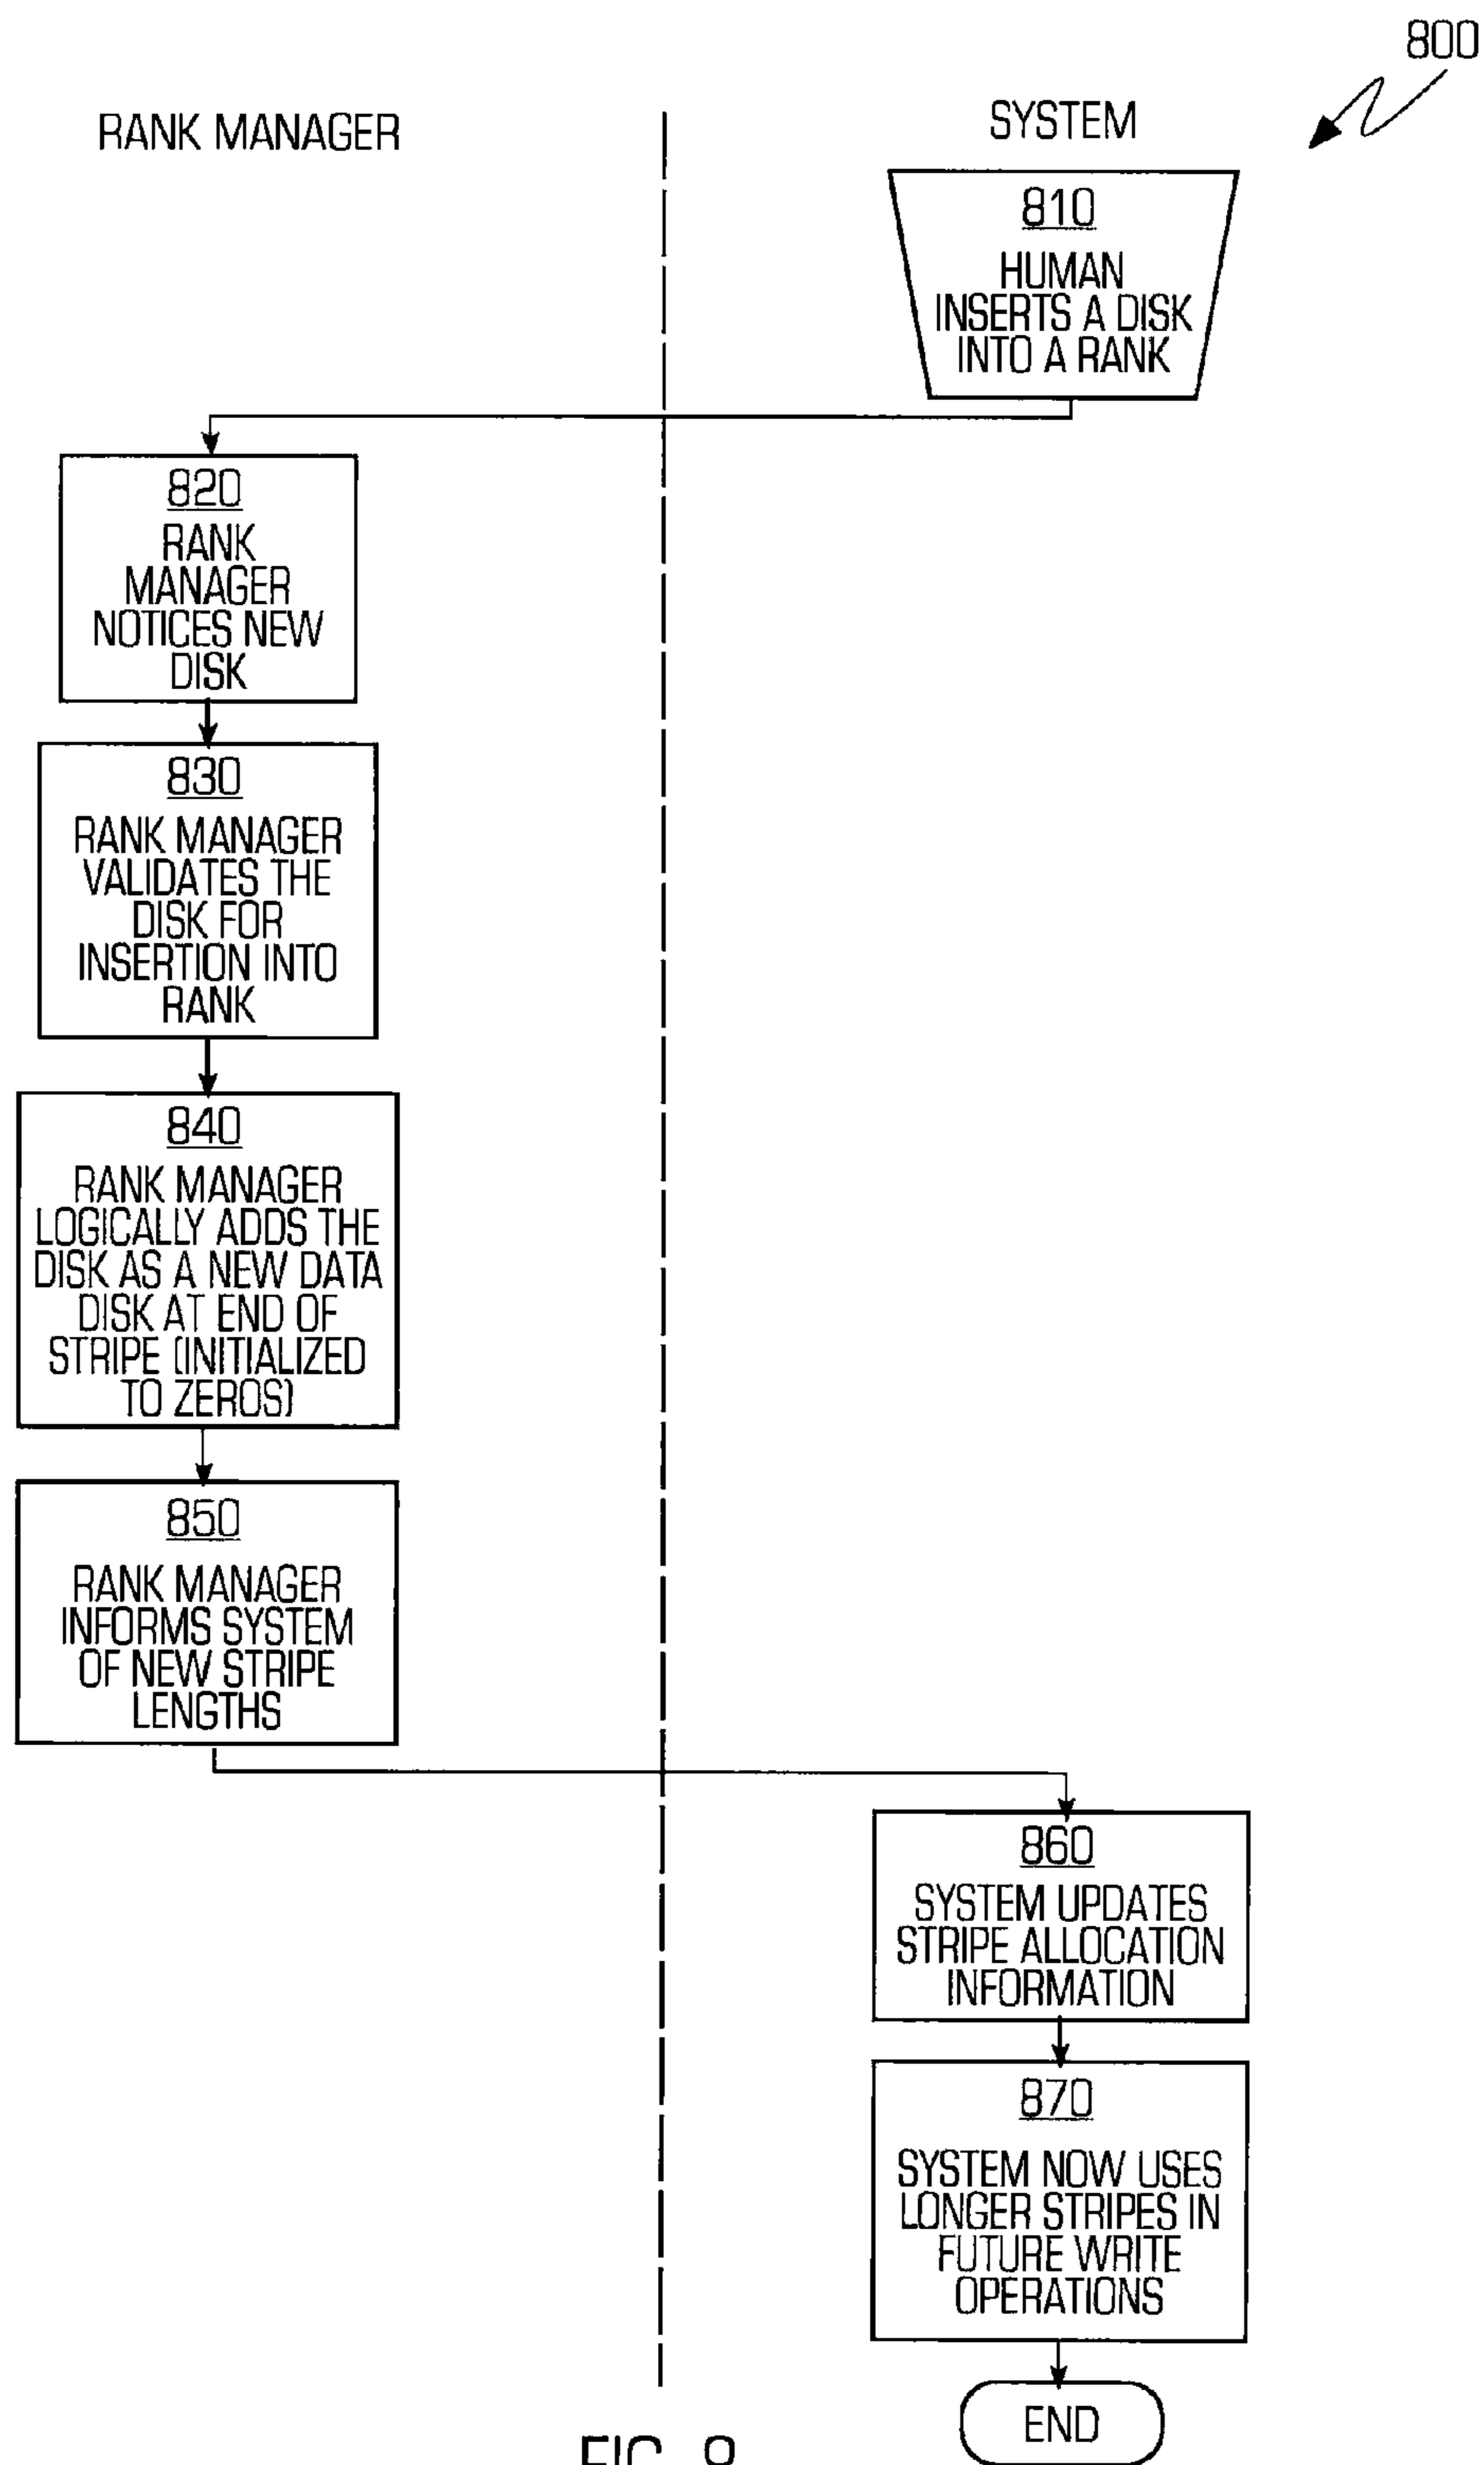 800
RANK MANAGER
SYSTEM
810
HUMAN
INSERTS A DISK
INTO A RANK
820
RANK
MANAGER
NOTICES NEW
DISK
830
RANK MANAGER
VALIDATES THE
DISK FOR
INSERTION INTO
RANK
840
RANK MANAGER
LOGICALLY ADDS THE
DISK AS A NEW DATA
DISK AT END OF
STRIPE (INITIALIZED
TO ZEROS)
850
RANK MANAGER
INFORMS SYSTEM
OF NEW STRIPE
LENGTHS
860
SYSTEM UPDATES
STRIPE ALLOCATION
INFORMATION
870
SYSTEM NOW USES
LONGER STRIPES IN
FUTURE WRITE
OPERATIONS
END